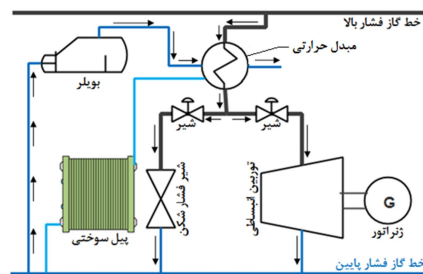 خط گاز فشار بالا
مبدل حرارتی
بویلر
شیر
شیر
شیر فشار شکن
توربین انبساطی
G
ژنراتور
پیل سوختی
خط گاز فشار پایین